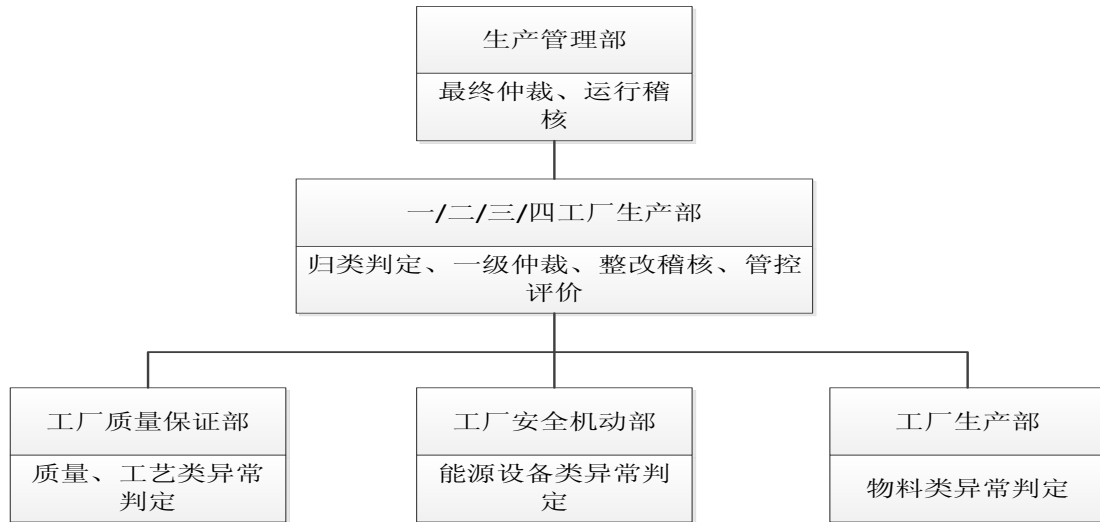 生产管理部
最终仲裁、运行稽
核
一/二/三/四工厂生产部
归类判定、一级仲裁、整改稽核、管控
评价
工厂质量保证部
质量、工艺类异常
判定
工厂安全机动部
能源设备类异常判
定
工厂生产部
物料类异常判定